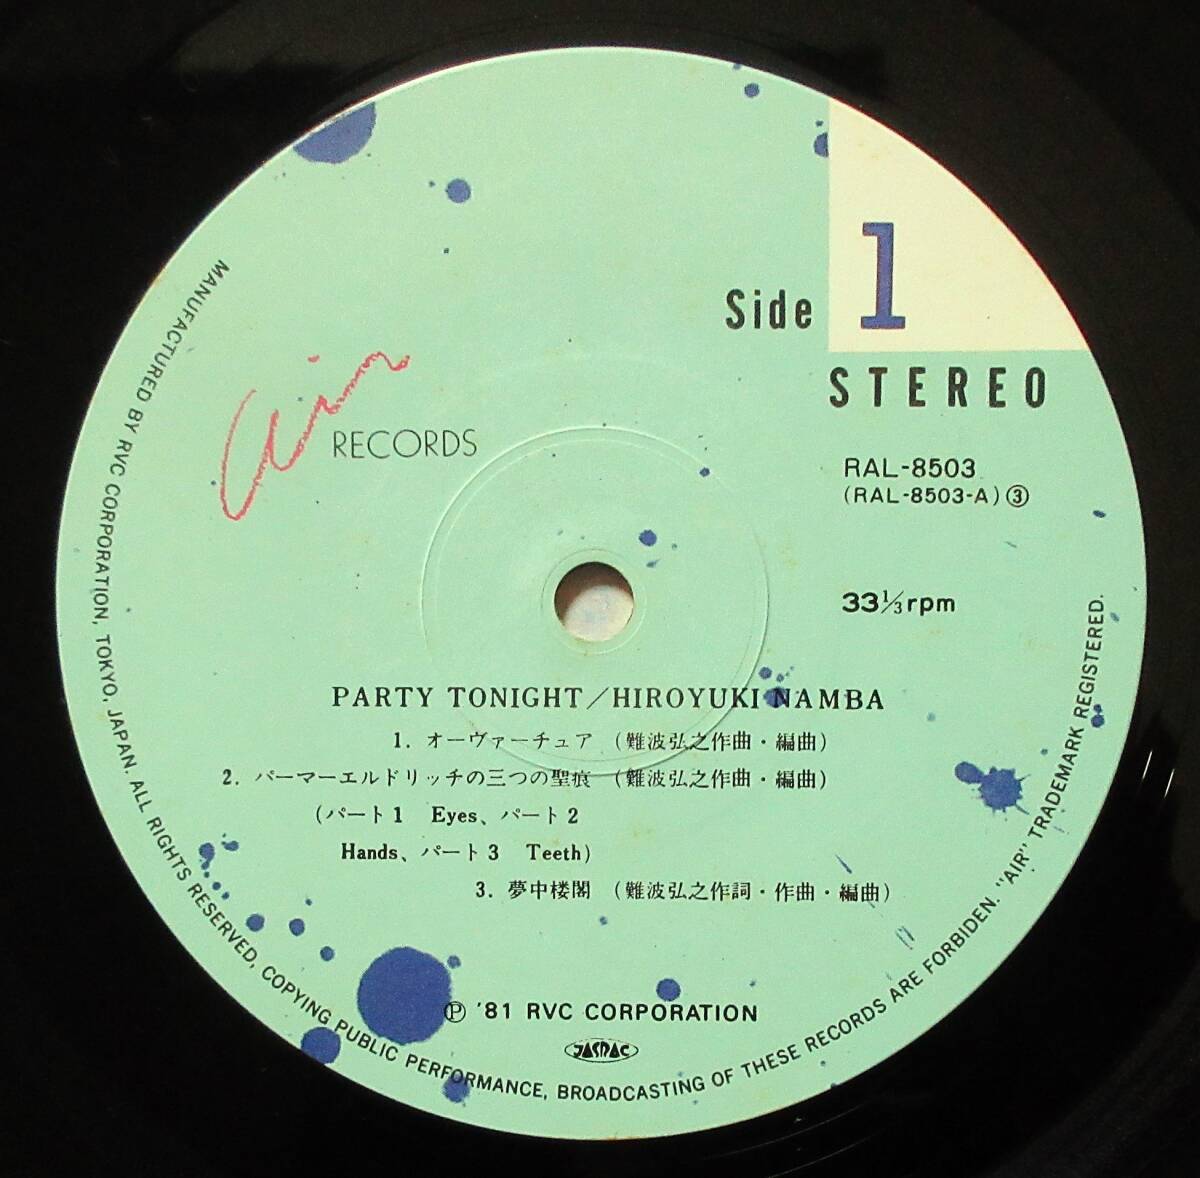 Side 1
STEREO
air RECORDS
RAL-8503
(RAL-8503-A)③
33⅓rpm
PARTY TONIGHT／HIROYUKI NAMBA
1. オーヴァーチュア （難波弘之作曲・編曲）
2. パーマーエルドリッチの三つの聖痕 （難波弘之作曲・編曲）
（パート1 Eyes、パート2
Hands、パート3 Teeth）
3. 夢中楼閣 （難波弘之作詞・作曲・編曲）
Ⓟ '81 RVC CORPORATION
JASRAC
MANUFACTURED BY RVC CORPORATION, TOKYO, JAPAN. ALL RIGHTS RESERVED, COPYING PUBLIC PERFORMANCE, BROADCASTING OF THESE RECORDS ARE FORBIDEN. "AIR" TRADEMARK REGISTERED.